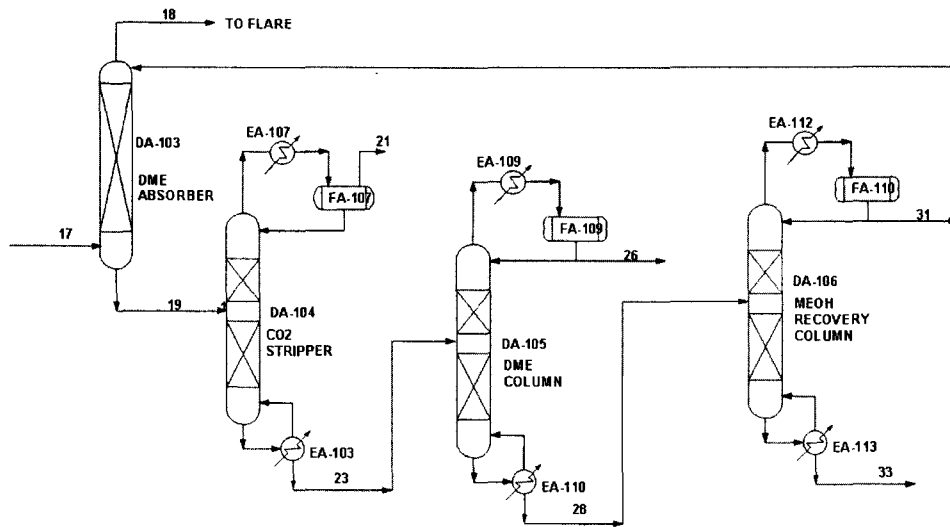 18
TO FLARE
DA-103
DME
ABSORBER
17
19
EA-107
21
FA-107
DA-104
CO2
STRIPPER
EA-103
23
EA-109
FA-109
26
DA-105
DME
COLUMN
EA-110
28
EA-112
FA-110
31
DA-106
MEOH
RECOVERY
COLUMN
EA-113
33